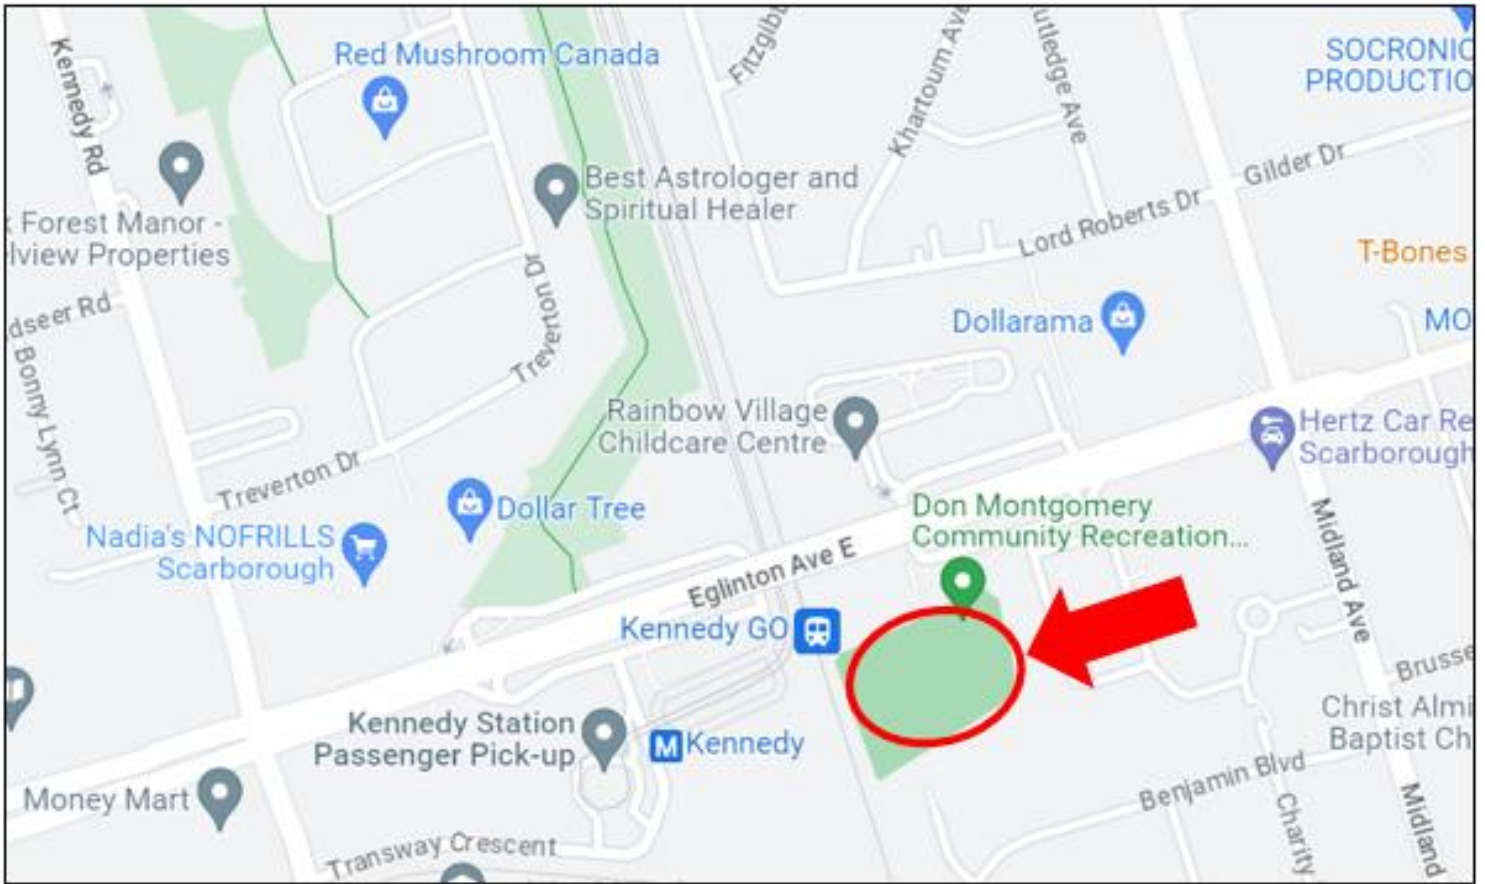 Kennedy Rd
Red Mushroom Canada
Khartoum Ave
SOCRONIC
PRODUCTIO
Forest Manor -
lview Properties
Best Astrologer and
Spiritual Healer
Gilder Dr
Lord Roberts Dr
T-Bones
dseer Rd
Treverton Dr
Dollarama
MO
Bonny Lynn Ct
Rainbow Village
Childcare Centre
Hertz Car Re
Scarborough
Treverton Dr
Dollar Tree
Don Montgomery
Community Recreation...
Nadia's NOFRILLS
Scarborough
Eglinton Ave E
Midland Ave
Kennedy GO
Brusse
Kennedy Station
Passenger Pick-up
M Kennedy
Christ Almi
Baptist Ch
Money Mart
Benjamin Blvd
Transway Crescent
Charity
Midland
utledge Ave
Fitzgibb